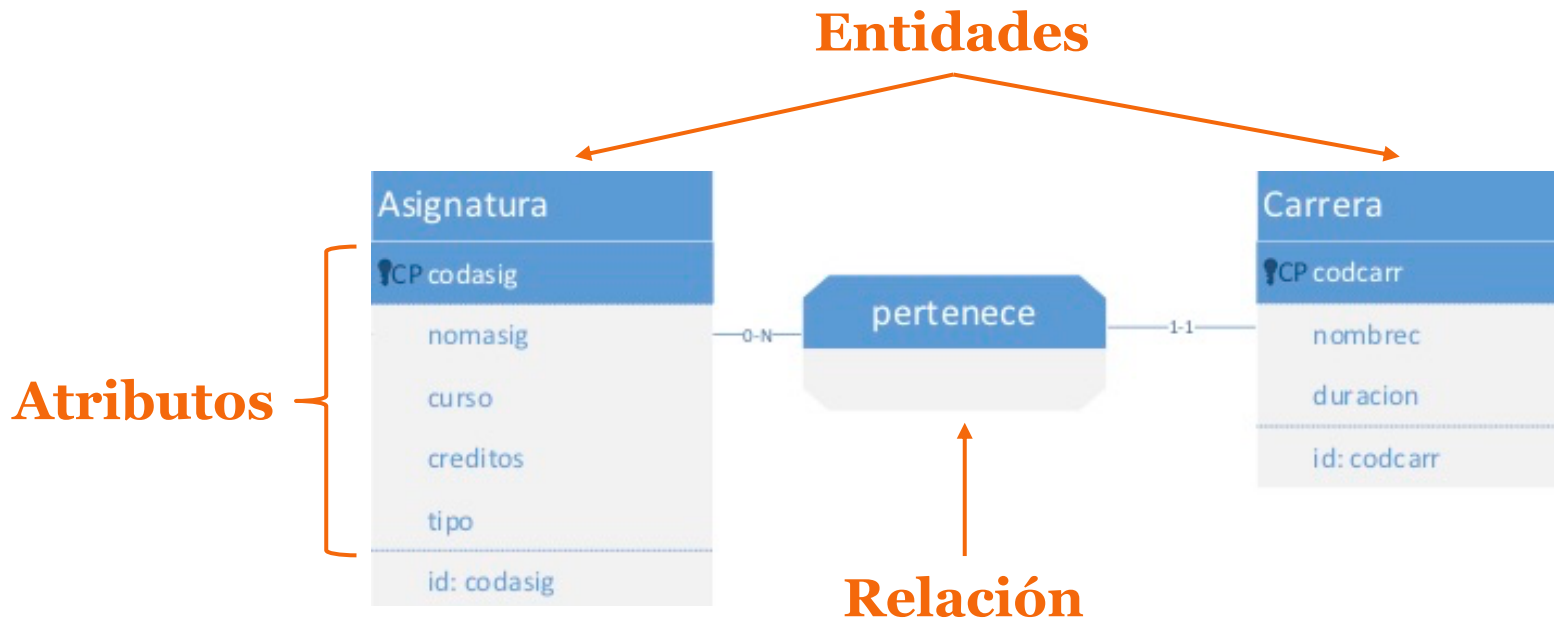 Entidades
Asignatura
CP codasig
nomasig
curso
creditos
tipo
id: codasig
Atributos
0-N
pertenece
1-1
Relación
Carrera
CP codcarr
nombrec
duracion
id: codcarr